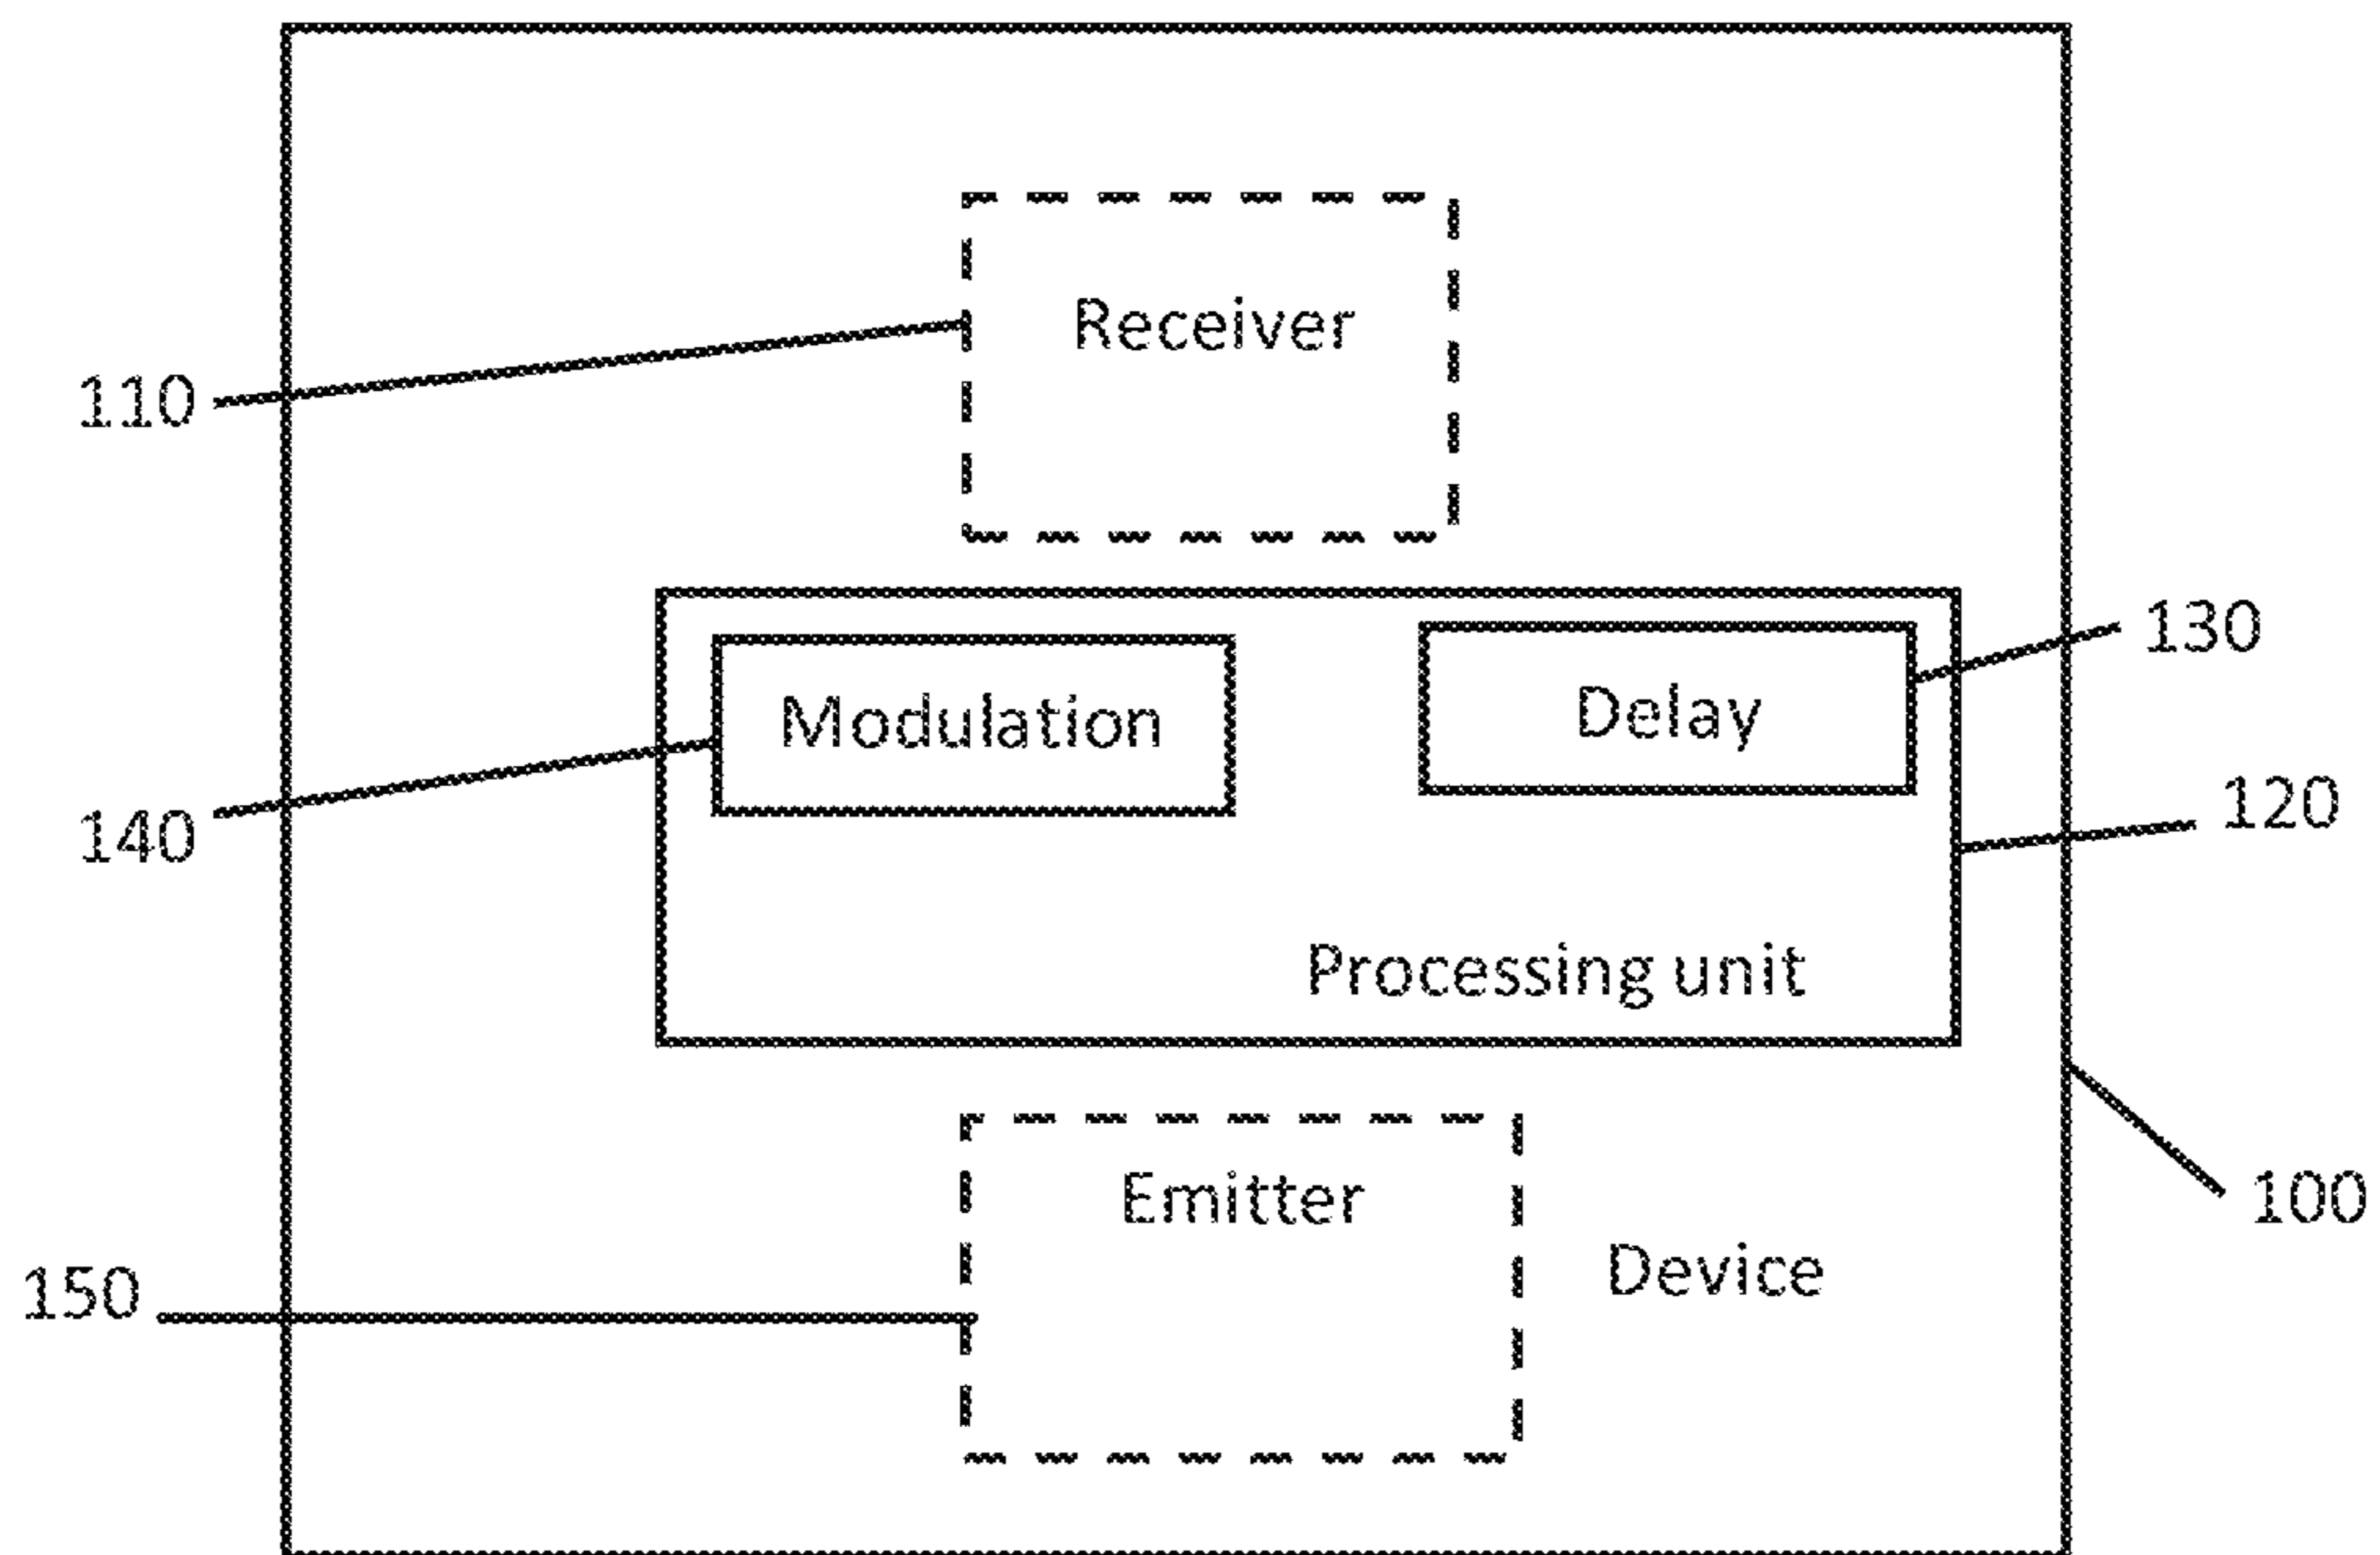 Receiver
110
130
Modulation
Delay
120
140
Processing unit
Emitter
100
Device
150